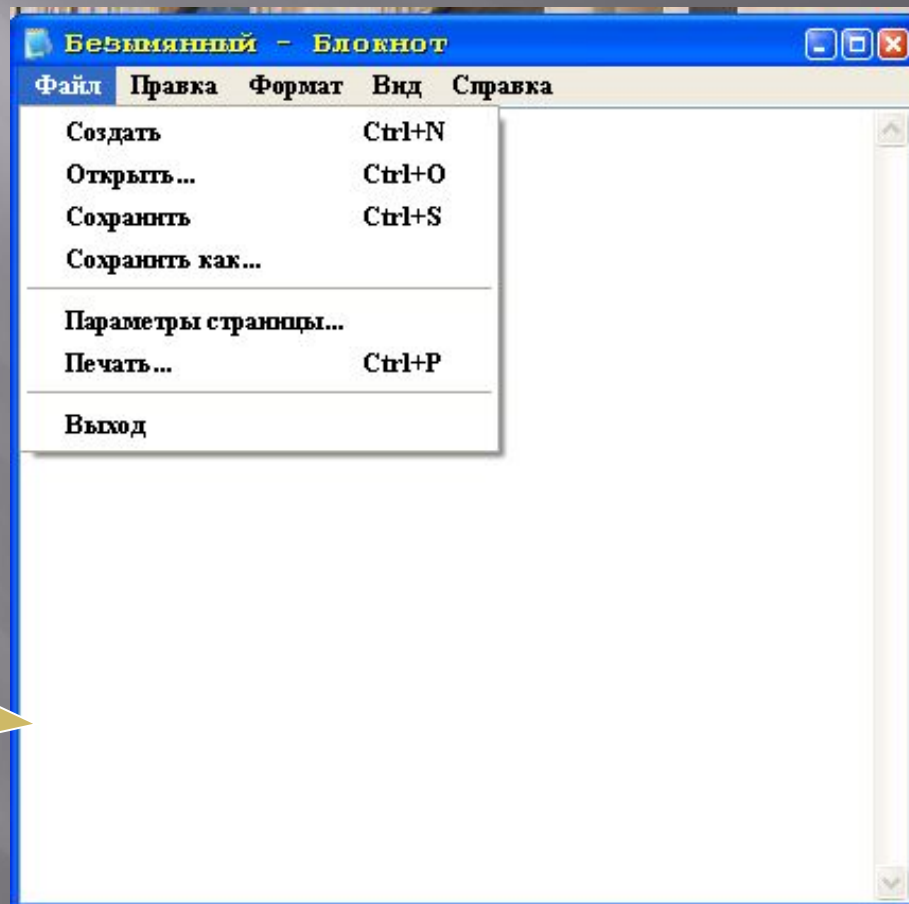 Безымянный - Блокнот
Файл Правка Формат Вид Справка
Создать Ctrl+N
Открыть... Ctrl+O
Сохранить Ctrl+S
Сохранить как...
Параметры страницы...
Печать... Ctrl+P
Выход